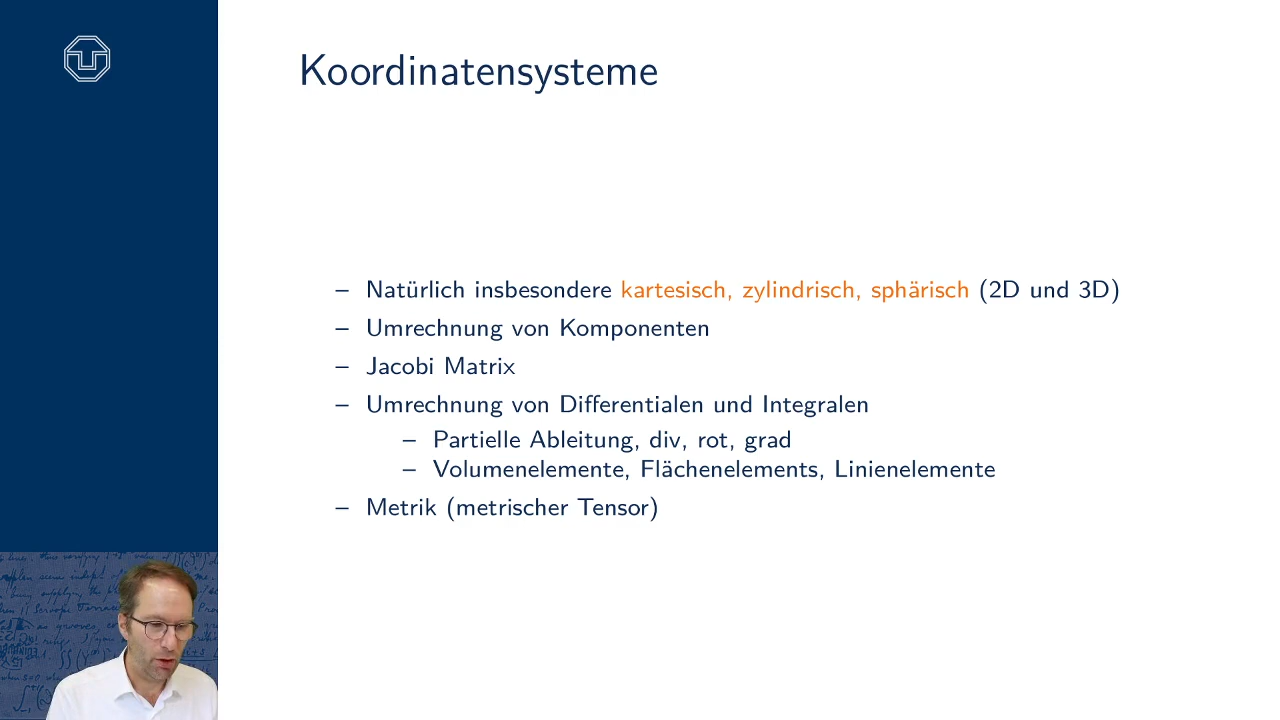 Koordinatensysteme
– Natürlich insbesondere kartesisch, zylindrisch, sphärisch (2D und 3D)
– Umrechnung von Komponenten
– Jacobi Matrix
– Umrechnung von Differentialen und Integralen
– Partielle Ableitung, div, rot, grad
– Volumenelemente, Flächenelements, Linienelemente
– Metrik (metrischer Tensor)